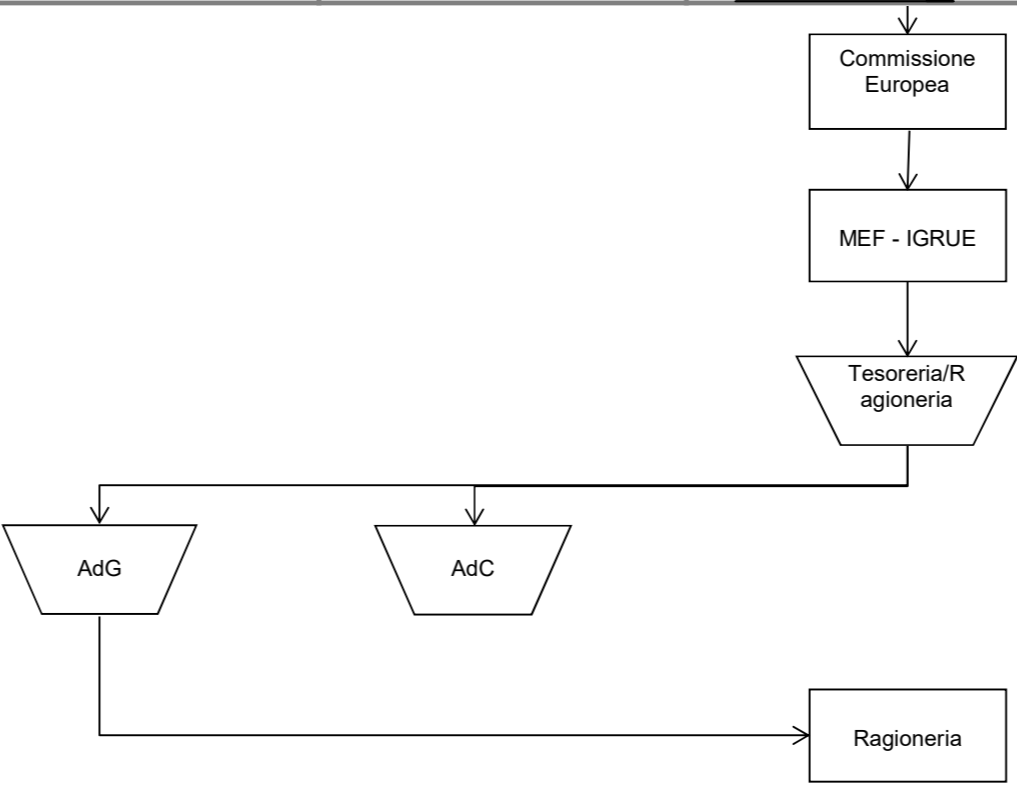 Commissione
Europea
MEF - IGRUE
Tesoreria/R
agioneria
AdG
AdC
Ragioneria